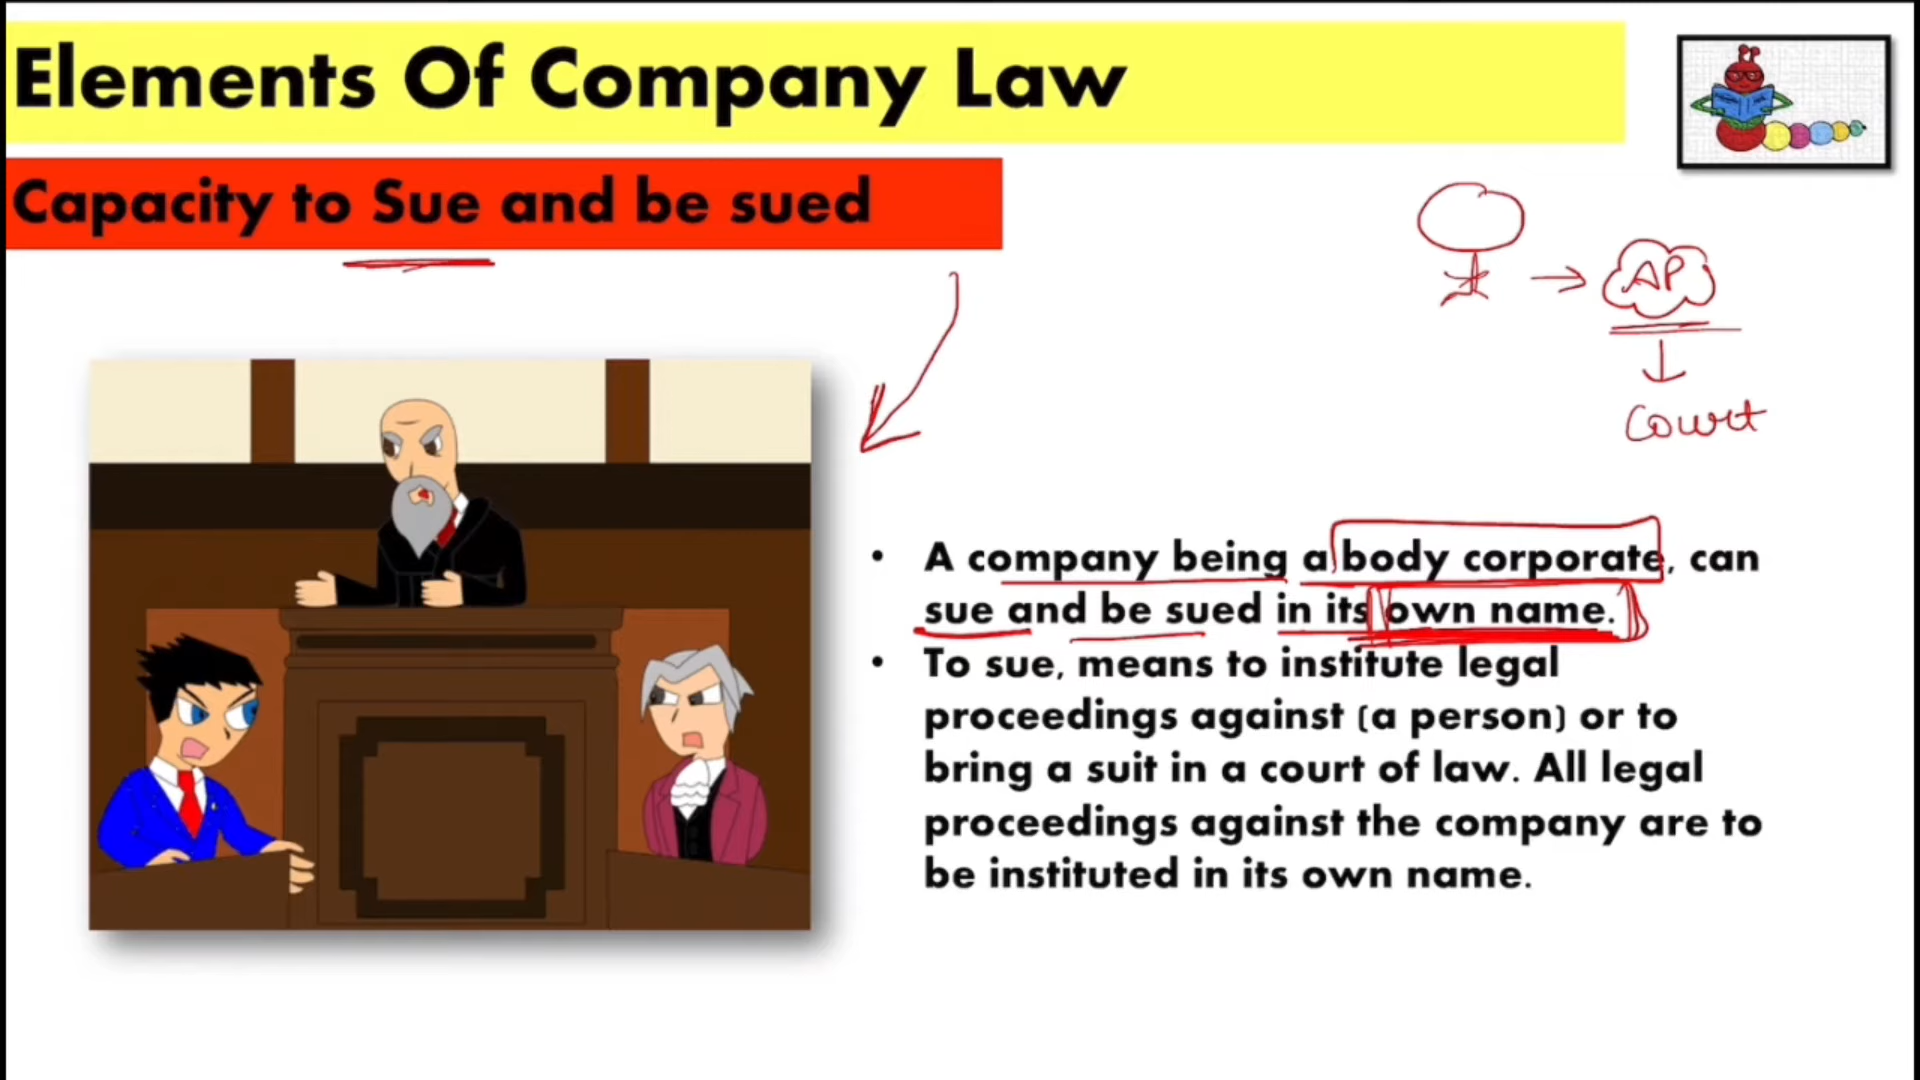 Elements Of Company Law
Capacity to Sue and be sued
AP
Court
• A company being a body corporate, can
sue and be sued in its own name.
• To sue, means to institute legal
proceedings against (a person) or to
bring a suit in a court of law. All legal
proceedings against the company are to
be instituted in its own name.